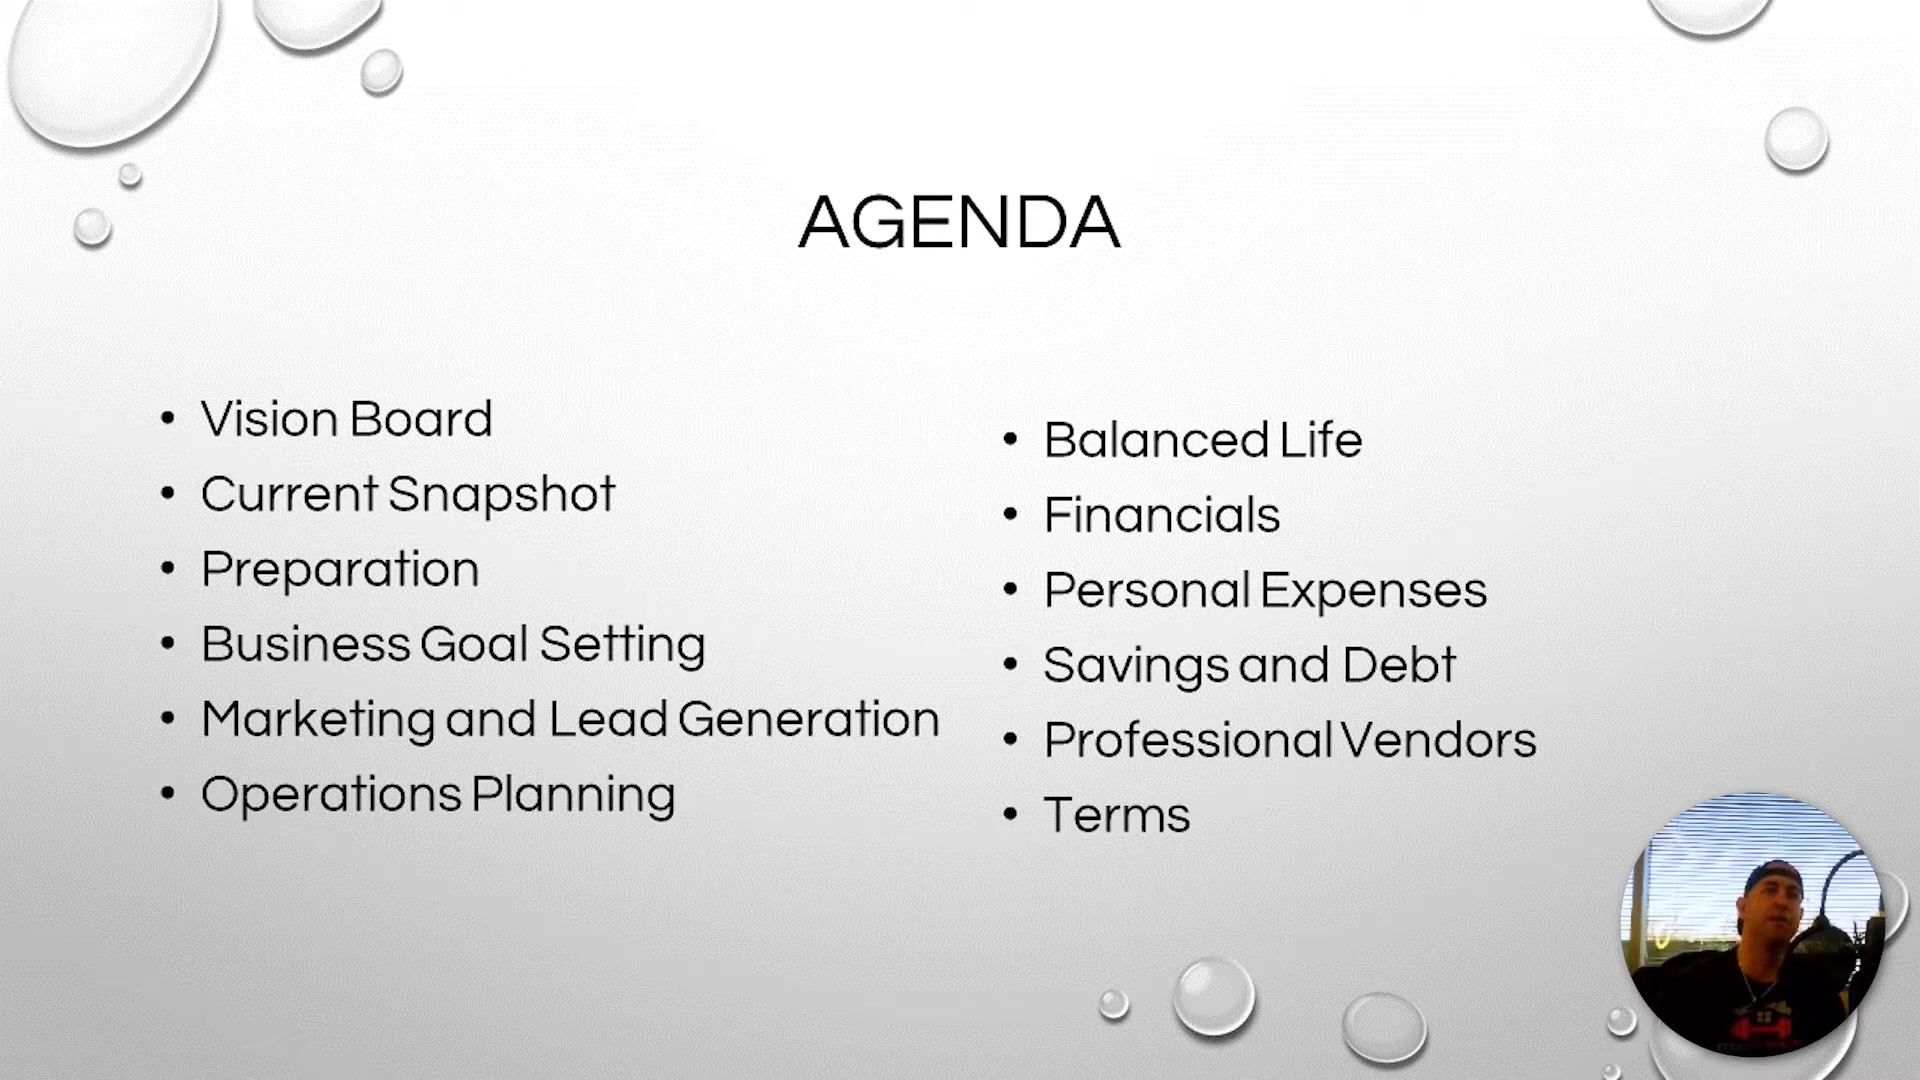 AGENDA
• Vision Board
• Current Snapshot
• Preparation
• Business Goal Setting
• Marketing and Lead Generation
• Operations Planning
• Balanced Life
• Financials
• Personal Expenses
• Savings and Debt
• Professional Vendors
• Terms